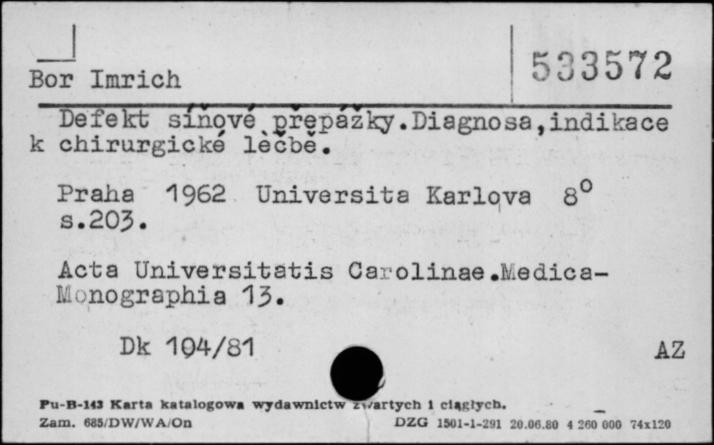 533572
Bor Imrich
Defekt síňové přepážky.Diagnosa,indikace
k chirurgické léčbě.
Praha 1962 Universita Karlova 8°
s.203.
Acta Universitatis Carolinae.Medica-
Monographia 13.
Dk 194/81 AZ
Pu-B-143 Karta katalogowa wydawnictw zwartych i ciągłych.
Zam. 685/DW/WA/On DZG 1501-1-291 20.06.80 4 260 000 74x120